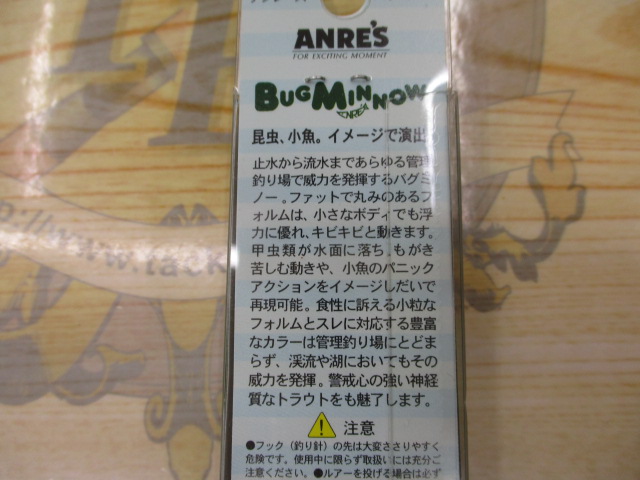 ANRE'S
FOR EXCITING MOMENT
BUGMINNOW
昆虫、小魚。イメージで演出。
止水から流水まであらゆる管理
釣り場で威力を発揮するバグミ
ノー。ファットで丸みのあるフ
ォルムは、小さなボディでも浮
力に優れ、キビキビと動きます。
甲虫類が水面に落ち、もがき
苦しむ動きや、小魚のパニック
アクションをイメージしだいで
再現可能。食性に訴える小粒な
フォルムとスレに対応する豊富
なカラーは管理釣り場にとどま
らず、渓流や湖においてもその
威力を発揮。警戒心の強い神経
質なトラウトをも魅了します。
注意
●フック(釣り針)の先は大変ささりやすく
危険です。使用中に限らず取扱いには充分ご
注意ください。●ルアーを投げる場合は必ず